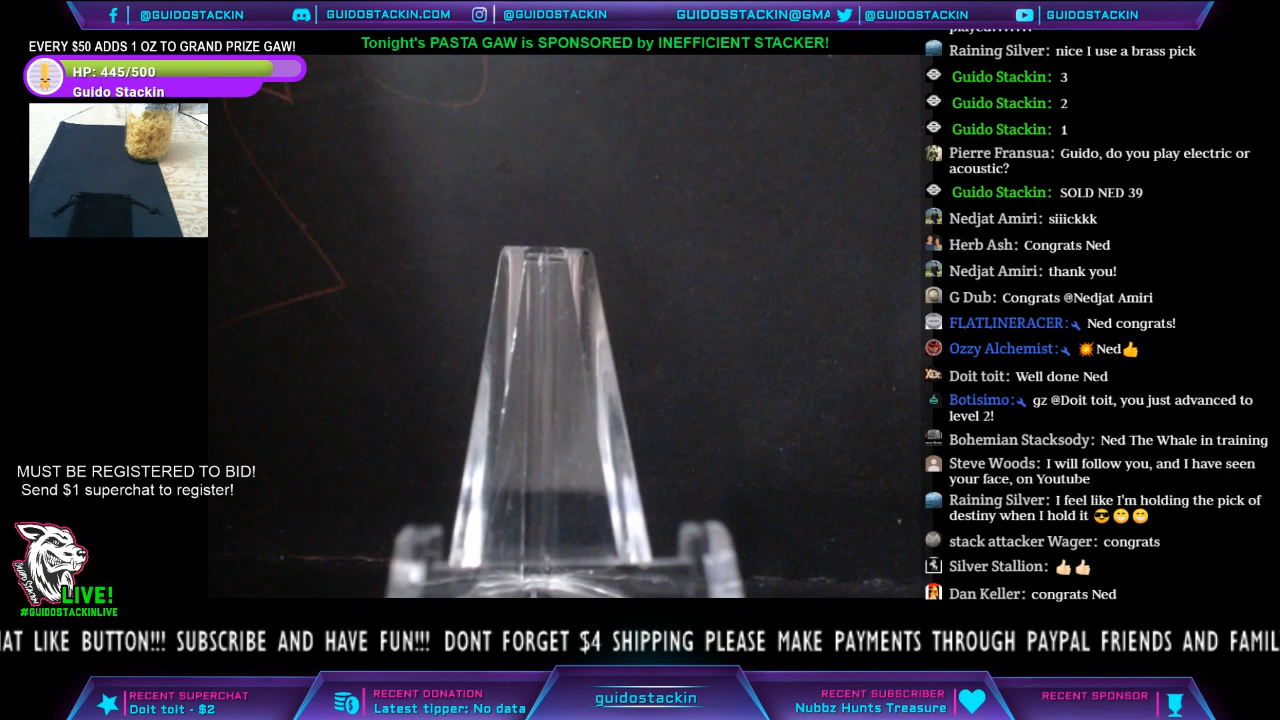 @GUIDOSTACKIN
GUIDOSTACKIN.COM
@GUIDOSTACKIN
GUIDOSSTACKIN@GMA
@GUIDOSTACKIN
GUIDOSTACKIN
EVERY $50 ADDS 1 OZ TO GRAND PRIZE GAW!
HP: 445/500
Guido Stackin
Tonight's PASTA GAW is SPONSORED by INEFFICIENT STACKER!
Raining Silver: nice I use a brass pick
Guido Stackin: 3
Guido Stackin: 2
Guido Stackin: 1
Pierre Fransua: Guido, do you play electric or
acoustic?
Guido Stackin: SOLD NED 39
Nedjat Amiri: siiickkk
Herb Ash: Congrats Ned
Nedjat Amiri: thank you!
G Dub: Congrats @Nedjat Amiri
FLATLINERACER: Ned congrats!
Ozzy Alchemist: 💥Ned👍
Doit toit: Well done Ned
Botisimo: gz @Doit toit, you just advanced to
level 2!
Bohemian Stacksody: Ned The Whale in training
Steve Woods: I will follow you, and I have seen
your face, on Youtube
Raining Silver: I feel like I'm holding the pick of
destiny when I hold it 😎😁😁
stack attacker Wager: congrats
Silver Stallion: 👍🏻👍🏻
Dan Keller: congrats Ned
MUST BE REGISTERED TO BID!
Send $1 superchat to register!
GUIDO STACKIN
LIVE!
#GUIDOSTACKINLIVE
HAT LIKE BUTTON!!! SUBSCRIBE AND HAVE FUN!!! DONT FORGET $4 SHIPPING PLEASE MAKE PAYMENTS THROUGH PAYPAL FRIENDS AND FAMIL
RECENT SUPERCHAT
Doit toit - $2
RECENT DONATION
Latest tipper: No data
guidostackin
RECENT SUBSCRIBER
Nubbz Hunts Treasure
RECENT SPONSOR